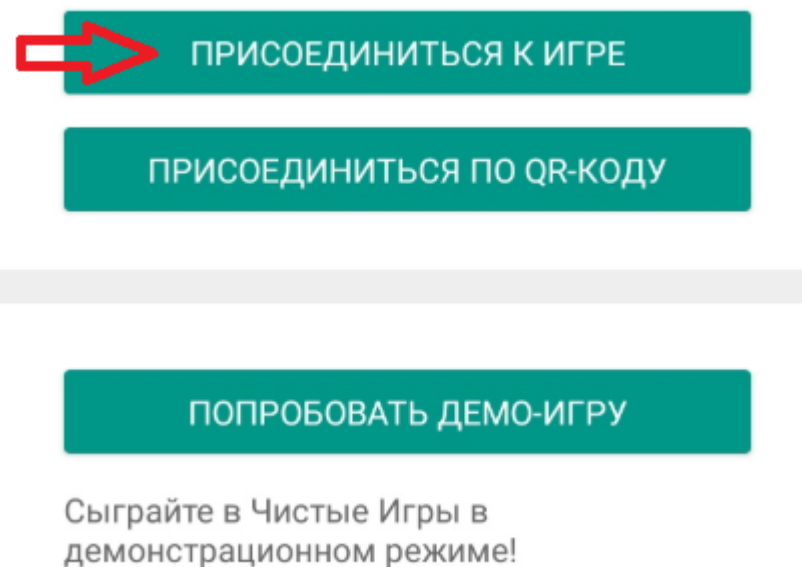 ПРИСОЕДИНИТЬСЯ К ИГРЕ
ПРИСОЕДИНИТЬСЯ ПО QR-КОДУ
ПОПРОБОВАТЬ ДЕМО-ИГРУ
Сыграйте в Чистые Игры в
демонстрационном режиме!